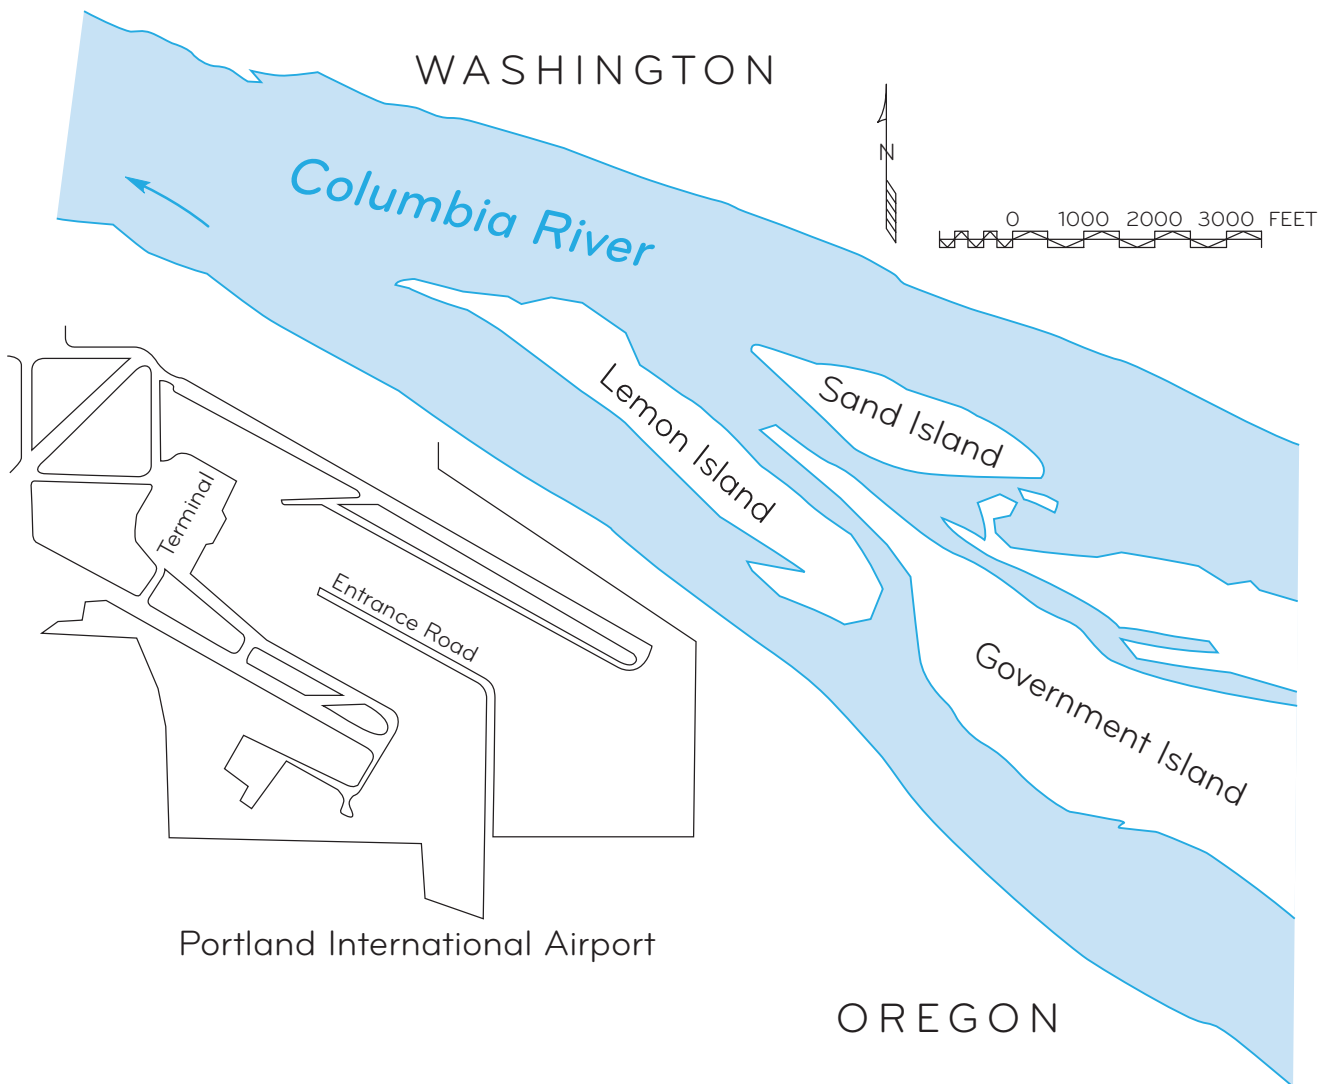 WASHINGTON
N
0 1000 2000 3000 FEET
Columbia River
Sand Island
Lemon Island
Terminal
Entrance Road
Government Island
Portland International Airport
OREGON